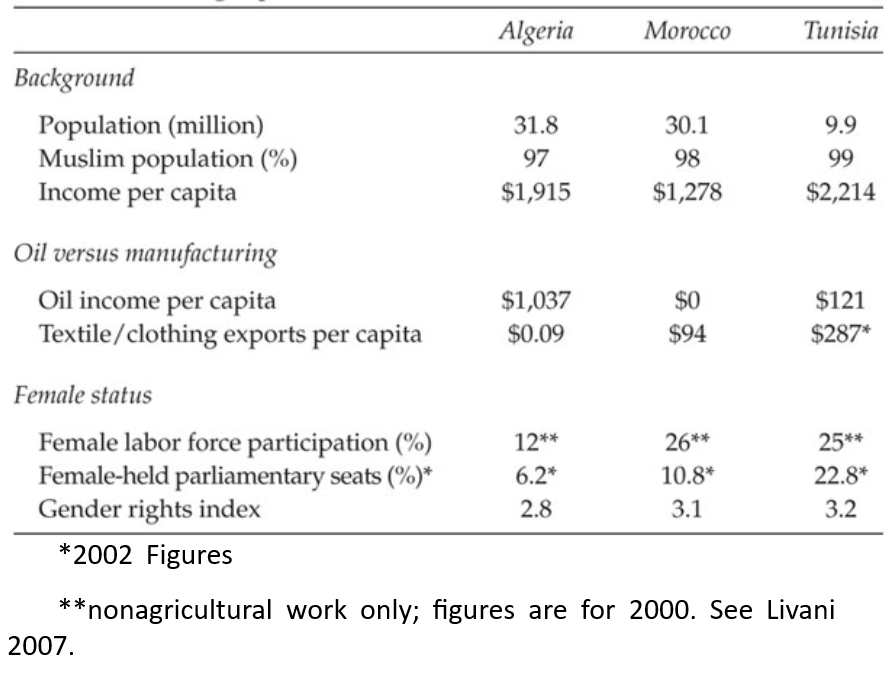 Algeria Morocco Tunisia
Background
Population (million) 31.8 30.1 9.9
Muslim population (%) 97 98 99
Income per capita $1,915 $1,278 $2,214
Oil versus manufacturing
Oil income per capita $1,037 $0 $121
Textile/clothing exports per capita $0.09 $94 $287*
Female status
Female labor force participation (%) 12** 26** 25**
Female-held parliamentary seats (%)* 6.2* 10.8* 22.8*
Gender rights index 2.8 3.1 3.2
*2002 Figures
**nonagricultural work only; figures are for 2000. See Livani
2007.